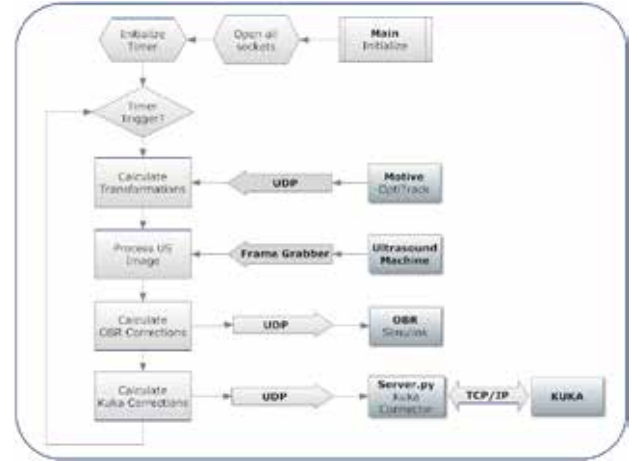 Initialize
Timer
Open all
sockets
Main
Initialize
Timer
Trigger?
Calculate
Transformations
UDP
Motive
OptiTrack
Process US
Image
Frame Grabber
Ultrasound
Machine
Calculate
OBR Corrections
UDP
OBR
Simulink
Calculate
Kuka Corrections
UDP
Server.py
Kuka
Connector
TCP/IP
KUKA